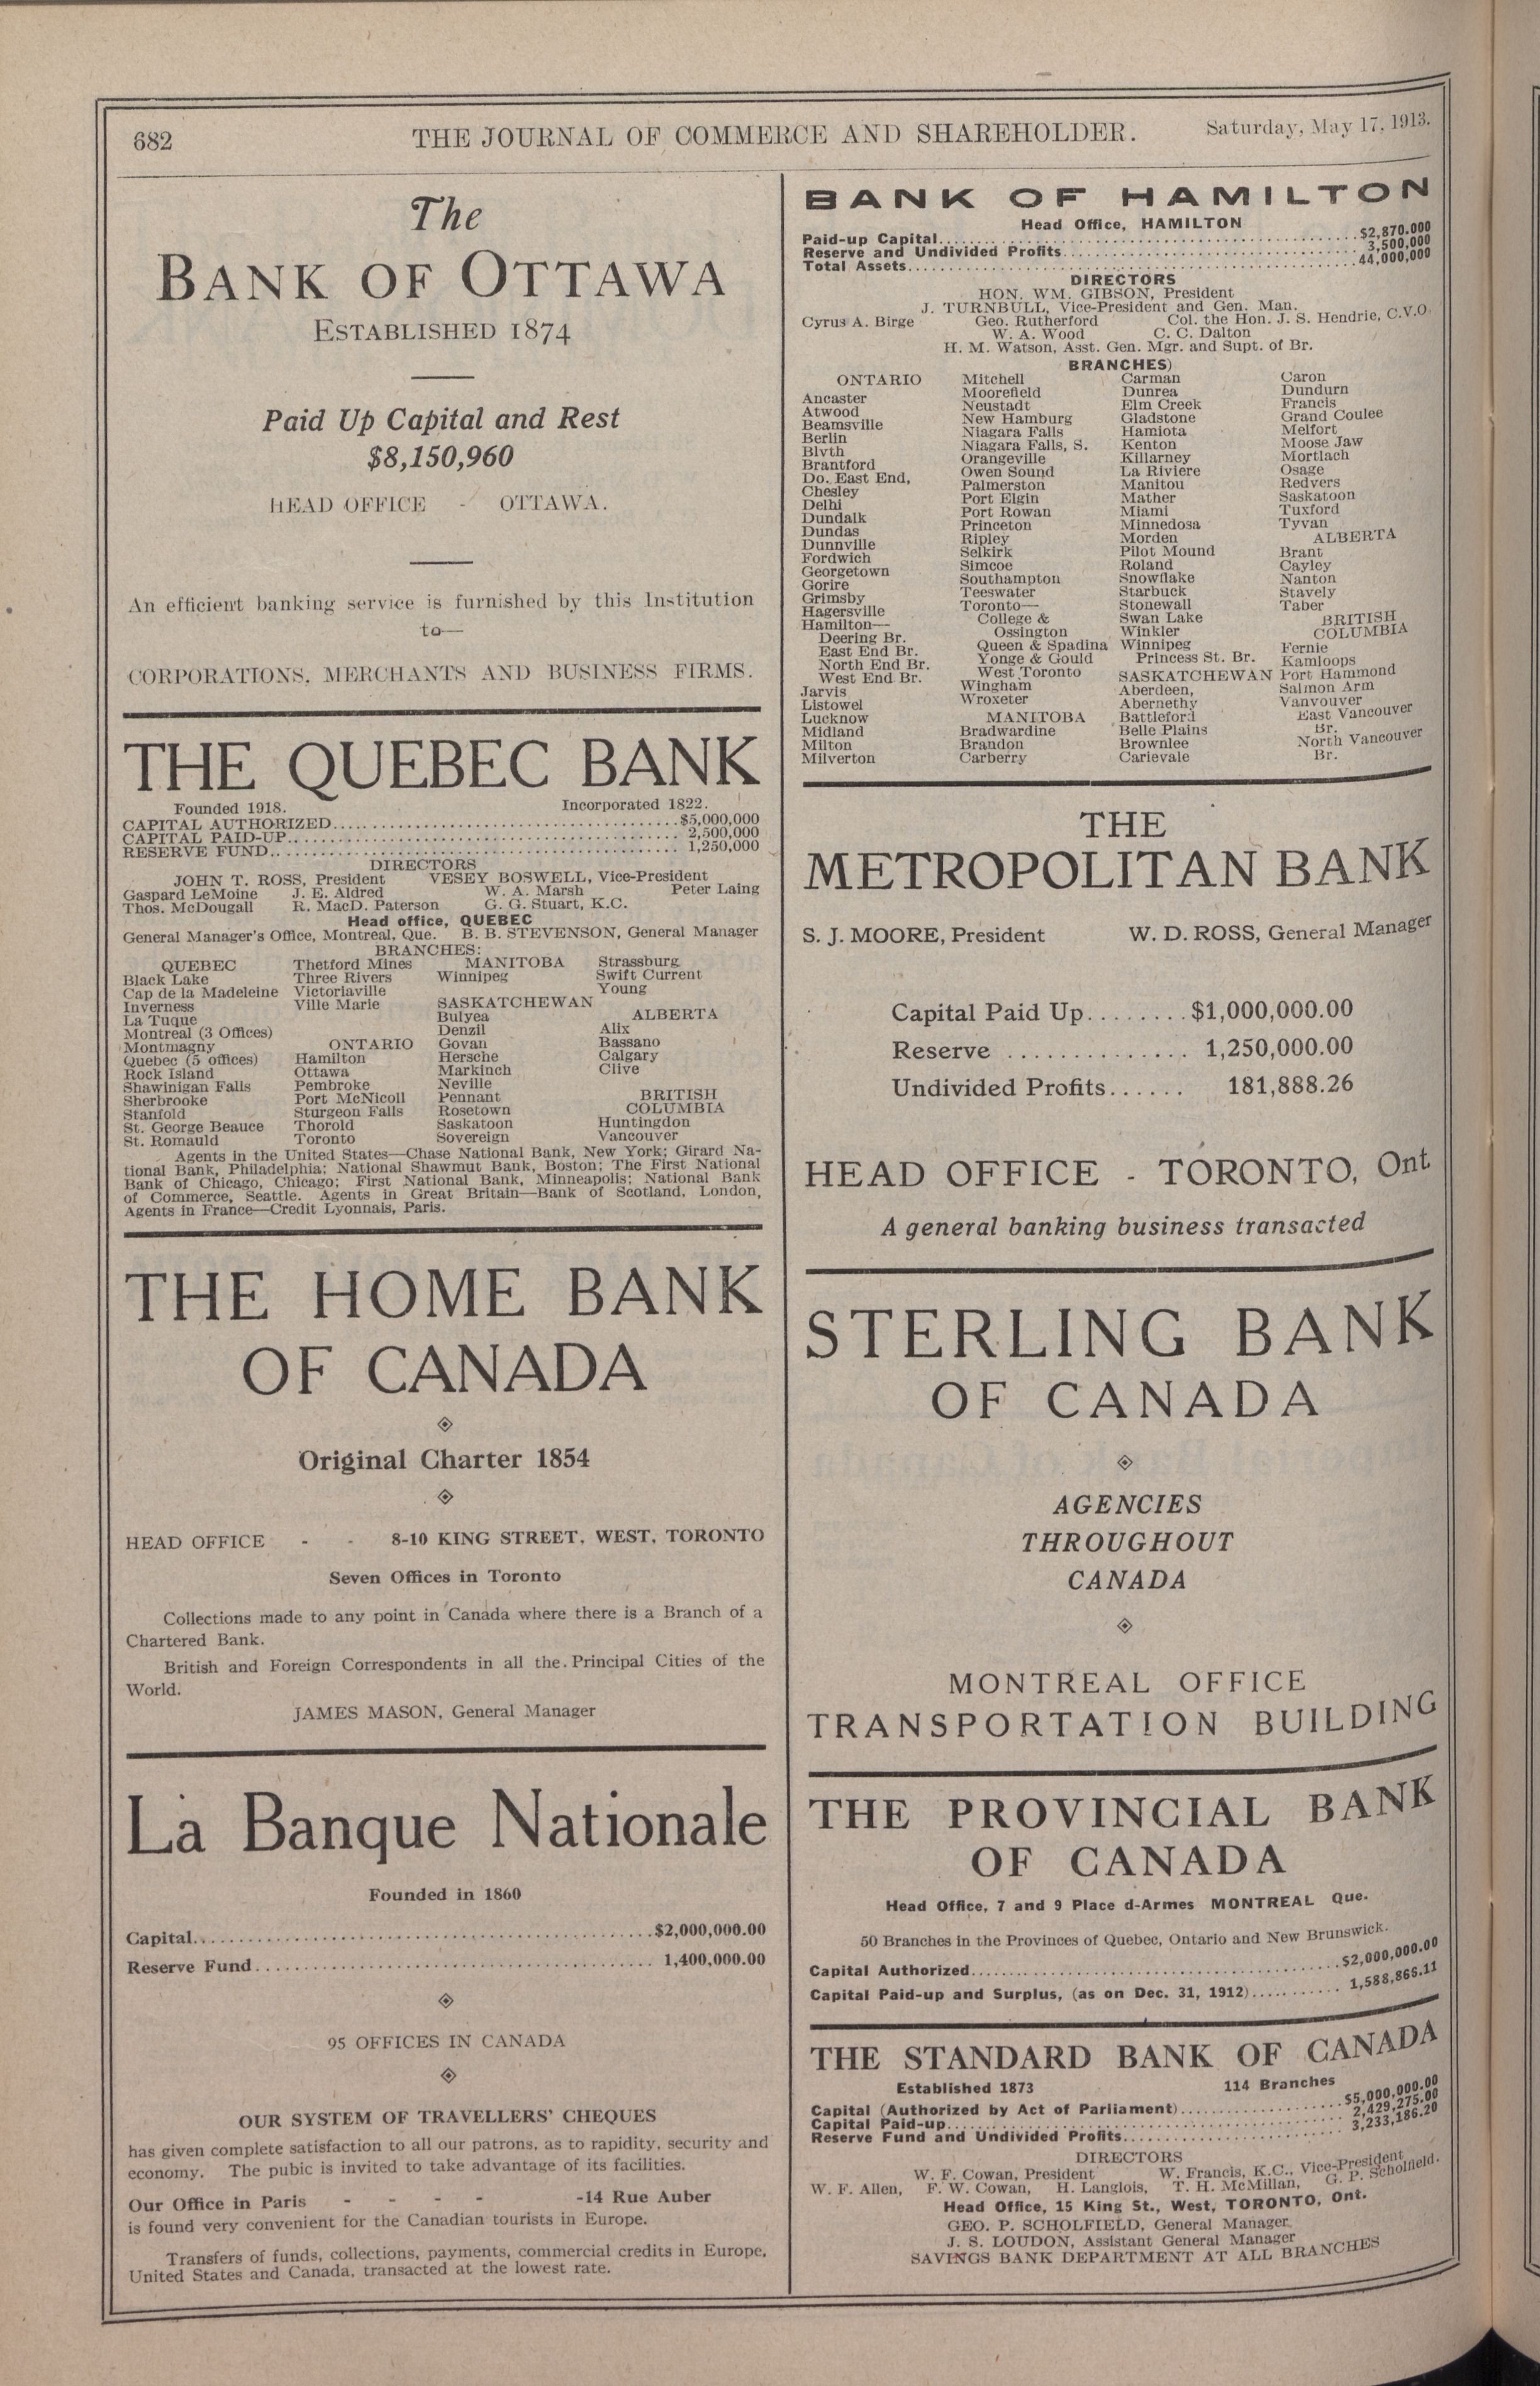 682
THE JOURNAL OF COMMERCE AND SHAREHOLDER.
Saturday, May 17, 1913.
The
BANK OF OTTAWA
ESTABLISHED 1874
Paid Up Capital and Rest
$8,150,960
HEAD OFFICE - OTTAWA.
An efficient banking service is furnished by this Institution
to—
CORPORATIONS, MERCHANTS AND BUSINESS FIRMS.
THE QUEBEC BANK
Founded 1918. Incorporated 1822.
CAPITAL AUTHORIZED....$5,000,000
CAPITAL PAID-UP.... 2,500,000
RESERVE FUND.... 1,250,000
DIRECTORS
JOHN T. ROSS, President VESEY BOSWELL, Vice-President
Gaspard LeMoine J. E. Aldred W. A. Marsh Peter Laing
Thos. McDougall R. MacD. Paterson G. G. Stuart, K.C.
Head office, QUEBEC
General Manager's Office, Montreal, Que. B. B. STEVENSON, General Manager
BRANCHES:
QUEBEC
Black Lake
Cap de la Madeleine
Inverness
La Tuque
Montreal (3 Offices)
Montmagny
Quebec (5 offices)
Rock Island
Shawinigan Falls
Sherbrooke
Stanfold
St. George Beauce
St. Romauld
Thetford Mines
Three Rivers
Victoriaville
Ville Marie
ONTARIO
Hamilton
Ottawa
Pembroke
Port McNicoll
Sturgeon Falls
Thorold
Toronto
MANITOBA
Winnipeg
SASKATCHEWAN
Bulyea
Denzil
Govan
Hersche
Markinch
Neville
Pennant
Rosetown
Saskatoon
Sovereign
Strassburg
Swift Current
Young
ALBERTA
Alix
Bassano
Calgary
Clive
BRITISH
COLUMBIA
Huntingdon
Vancouver
Agents in the United States—Chase National Bank, New York; Girard Na-
tional Bank, Philadelphia; National Shawmut Bank, Boston; The First National
Bank of Chicago, Chicago; First National Bank, Minneapolis; National Bank
of Commerce, Seattle. Agents in Great Britain—Bank of Scotland, London,
Agents in France—Credit Lyonnais, Paris.
THE HOME BANK
OF CANADA
Original Charter 1854
HEAD OFFICE - - 8-10 KING STREET, WEST, TORONTO
Seven Offices in Toronto
Collections made to any point in Canada where there is a Branch of a
Chartered Bank.
British and Foreign Correspondents in all the Principal Cities of the
World.
JAMES MASON, General Manager
La Banque Nationale
Founded in 1860
Capital....$2,000,000.00
Reserve Fund.... 1,400,000.00
95 OFFICES IN CANADA
OUR SYSTEM OF TRAVELLERS' CHEQUES
has given complete satisfaction to all our patrons, as to rapidity, security and
economy. The pubic is invited to take advantage of its facilities.
Our Office in Paris - - - - -14 Rue Auber
is found very convenient for the Canadian tourists in Europe.
Transfers of funds, collections, payments, commercial credits in Europe,
United States and Canada, transacted at the lowest rate.
BANK OF HAMILTON
Head Office, HAMILTON
Paid-up Capital....$2,870.000
Reserve and Undivided Profits.... 3,500,000
Total Assets....44,000,000
DIRECTORS
HON. WM. GIBSON, President
J. TURNBULL, Vice-President and Gen. Man.
Cyrus A. Birge Geo. Rutherford Col. the Hon. J. S. Hendrie, C.V.O.
W. A. Wood C. C. Dalton
H. M. Watson, Asst. Gen. Mgr. and Supt. of Br.
BRANCHES)
ONTARIO
Ancaster
Atwood
Beamsville
Berlin
Blvth
Brantford
Do. East End,
Chesley
Delhi
Dundalk
Dundas
Dunnville
Fordwich
Georgetown
Gorire
Grimsby
Hagersville
Hamilton—
Deering Br.
East End Br.
North End Br.
West End Br.
Jarvis
Listowel
Lucknow
Midland
Milton
Milverton
Mitchell
Moorefield
Neustadt
New Hamburg
Niagara Falls
Niagara Falls, S.
Orangeville
Owen Sound
Palmerston
Port Elgin
Port Rowan
Princeton
Ripley
Selkirk
Simcoe
Southampton
Teeswater
Toronto—
College &
Ossington
Queen & Spadina
Yonge & Gould
West Toronto
Wingham
Wroxeter
MANITOBA
Bradwardine
Brandon
Carberry
Carman
Dunrea
Elm Creek
Gladstone
Hamiota
Kenton
Killarney
La Riviere
Manitou
Mather
Miami
Minnedosa
Morden
Pilot Mound
Roland
Snowflake
Starbuck
Stonewall
Swan Lake
Winkler
Winnipeg
Princess St. Br.
SASKATCHEWAN
Aberdeen,
Abernethy
Battleford
Belle Plains
Brownlee
Carievale
Caron
Dundurn
Francis
Grand Coulee
Melfort
Moose Jaw
Mortlach
Osage
Redvers
Saskatoon
Tuxford
Tyvan
ALBERTA
Brant
Cayley
Nanton
Stavely
Taber
BRITISH
COLUMBIA
Fernie
Kamloops
Port Hammond
Salmon Arm
Vanvouver
East Vancouver
Br.
North Vancouver
Br.
THE
METROPOLITAN BANK
S. J. MOORE, President W. D. ROSS, General Manager
Capital Paid Up........$1,000,000.00
Reserve .............. 1,250,000.00
Undivided Profits...... 181,888.26
HEAD OFFICE - TORONTO, Ont
A general banking business transacted
STERLING BANK
OF CANADA
AGENCIES
THROUGHOUT
CANADA
MONTREAL OFFICE
TRANSPORTATION BUILDING
THE PROVINCIAL BANK
OF CANADA
Head Office, 7 and 9 Place d-Armes MONTREAL Que.
50 Branches in the Provinces of Quebec, Ontario and New Brunswick.
Capital Authorized....$2,000,000.00
Capital Paid-up and Surplus, (as on Dec. 31, 1912)........... 1,588,866.11
THE STANDARD BANK OF CANADA
Established 1873 114 Branches
Capital (Authorized by Act of Parliament)....$5,000,000.00
Capital Paid-up.... 2,429,275.00
Reserve Fund and Undivided Profits.... 3,233,186.20
DIRECTORS
W. F. Cowan, President W. Francis, K.C., Vice-President
W. F. Allen, F. W. Cowan, H. Langlois, T. H. McMillan, G. P. Scholfield.
Head Office, 15 King St., West, TORONTO, Ont.
GEO. P. SCHOLFIELD, General Manager
J. S. LOUDON, Assistant General Manager
SAVINGS BANK DEPARTMENT AT ALL BRANCHES